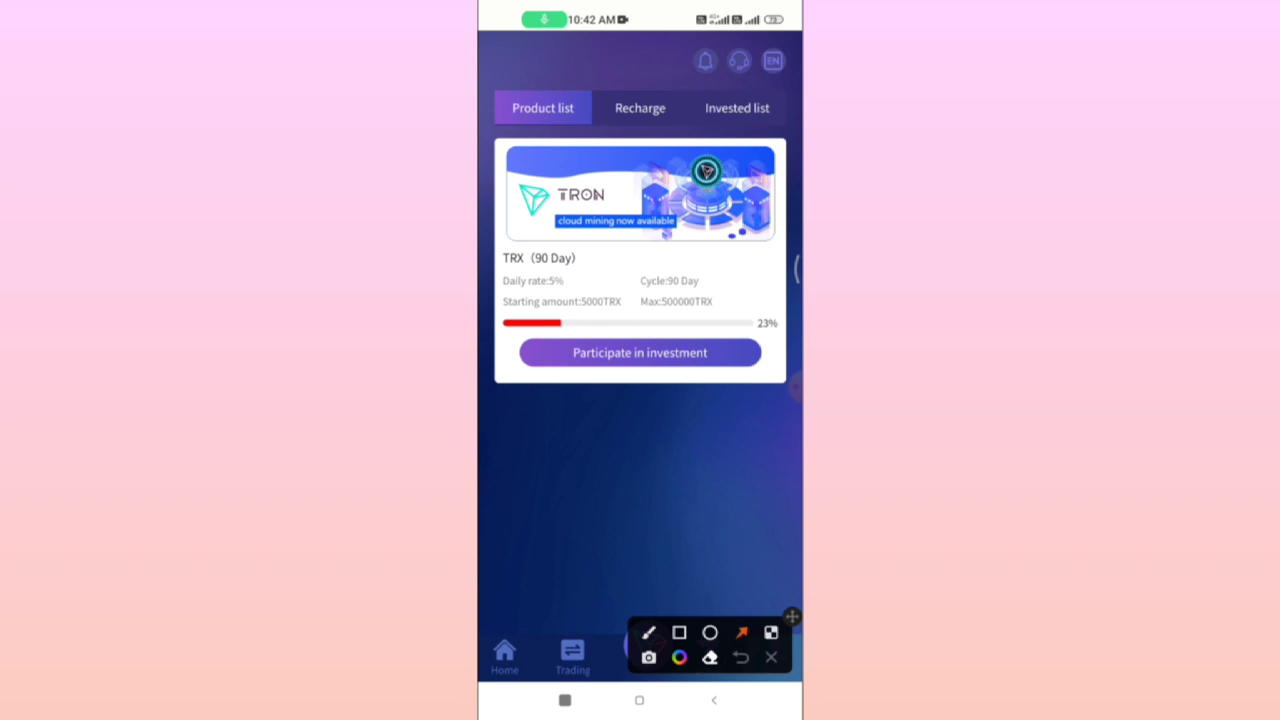 10:42 AM
EN
Product list
Recharge
Invested list
TRON
cloud mining now available
TRX（90 Day）
Daily rate:5%
Cycle:90 Day
Starting amount:5000TRX
Max:500000TRX
23%
Participate in investment
Home
Trading